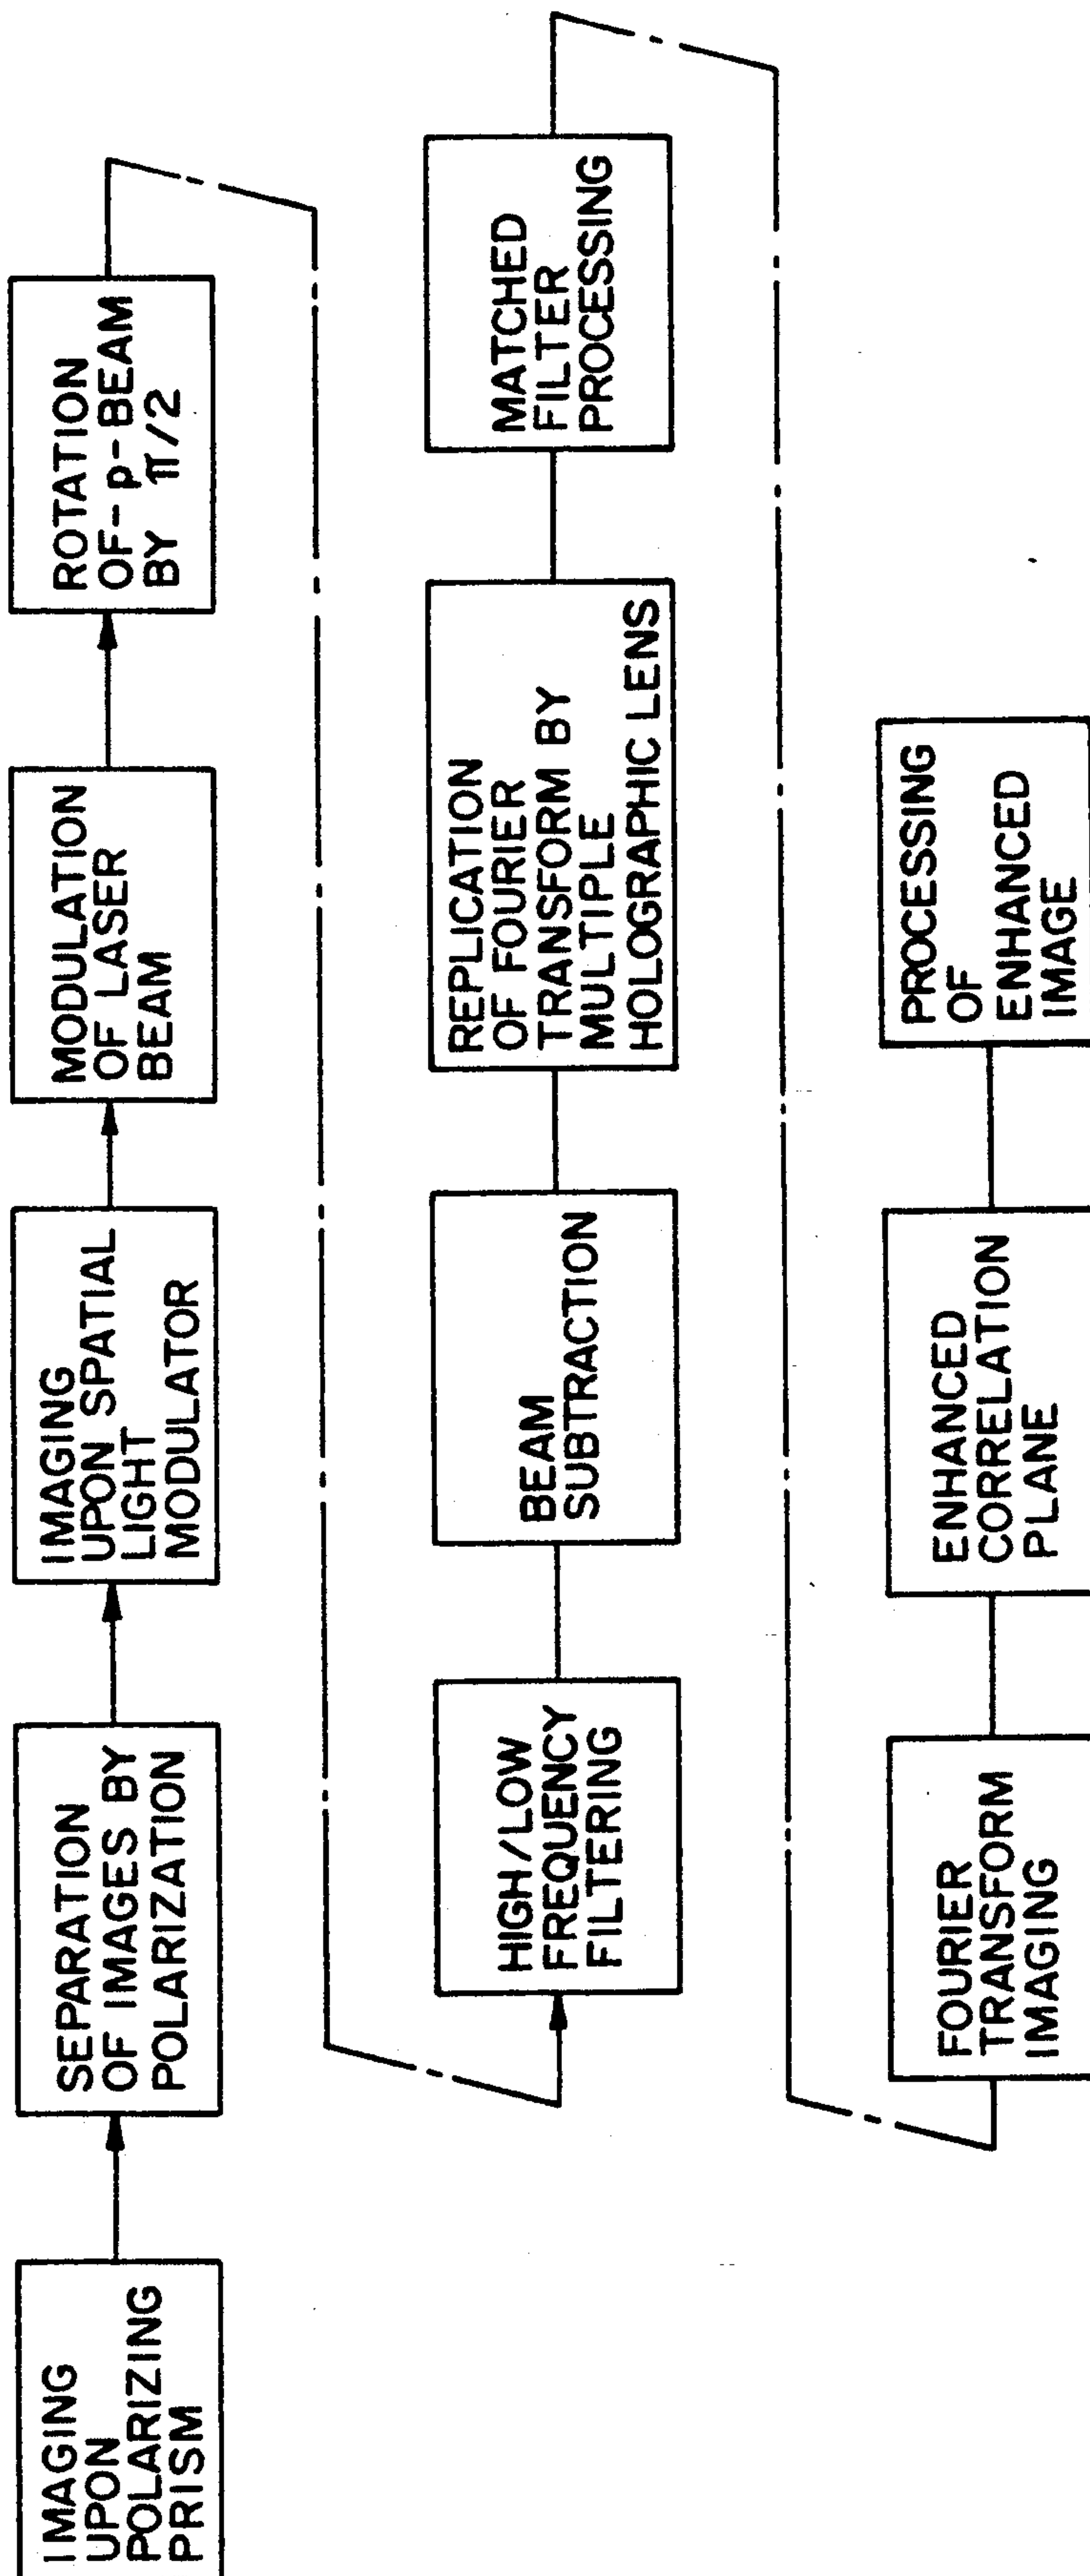 IMAGING
UPON
POLARIZING
PRISM
SEPARATION
OF IMAGES BY
POLARIZATION
IMAGING
UPON SPATIAL
LIGHT
MODULATOR
MODULATION
OF LASER
BEAM
ROTATION
OF-p-BEAM
BY π/2
HIGH/LOW
FREQUENCY
FILTERING
BEAM
SUBTRACTION
REPLICATION
OF FOURIER
TRANSFORM BY
MULTIPLE
HOLOGRAPHIC LENS
MATCHED
FILTER
PROCESSING
FOURIER
TRANSFORM
IMAGING
ENHANCED
CORRELATION
PLANE
PROCESSING
OF
ENHANCED
IMAGE